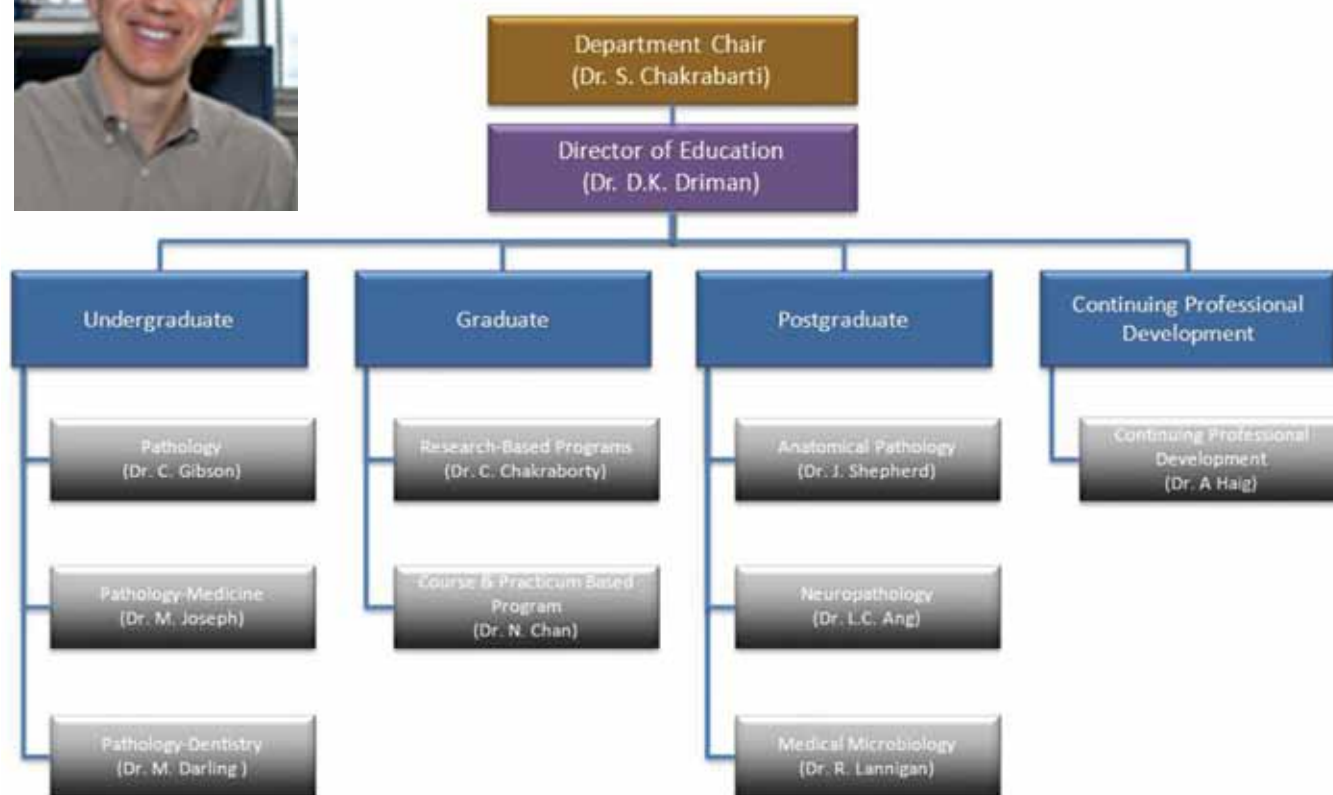 Department Chair
(Dr. S. Chakrabarti)
Director of Education
(Dr. D.K. Driman)
Undergraduate
Graduate
Postgraduate
Continuing Professional
Development
Pathology
(Dr. C. Gibson)
Pathology-Medicine
(Dr. M. Joseph)
Pathology-Dentistry
(Dr. M. Darling )
Research-Based Programs
(Dr. C. Chakraborty)
Course & Practicum Based
Program
(Dr. N. Chan)
Anatomical Pathology
(Dr. J. Shepherd)
Neuropathology
(Dr. L.C. Ang)
Medical Microbiology
(Dr. R. Lannigan)
Continuing Professional
Development
(Dr. A Haig)